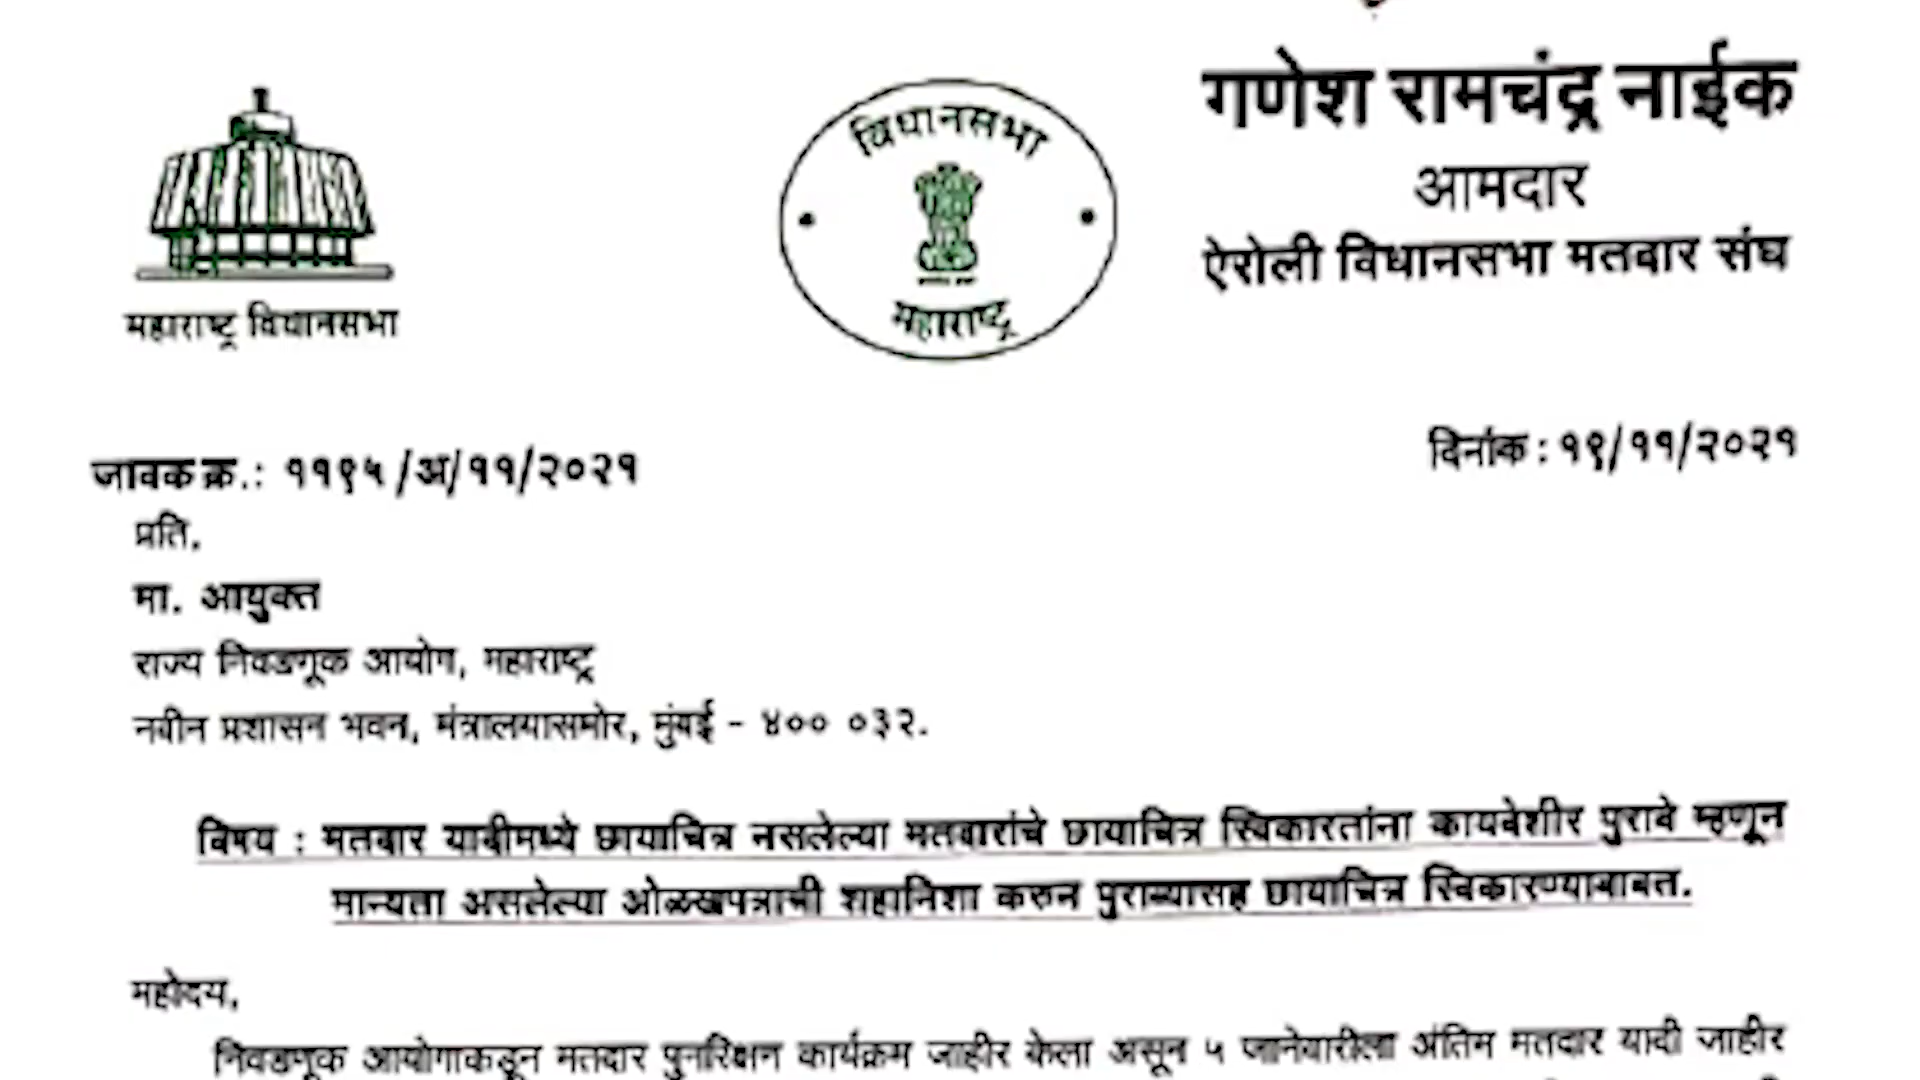 गणेश रामचंद्र नाईक
आमदार
ऐरोली विधानसभा मतदार संघ
विधानसभा
महाराष्ट्र
महाराष्ट्र विधानसभा
जावक क्र.: ११९५/अ/११/२०२१
दिनांक : १९/११/२०२१
प्रति,
मा. आयुक्त
राज्य निवडणूक आयोग, महाराष्ट्र
नवीन प्रशासन भवन, मंत्रालयासमोर, मुंबई - ४०० ०३२.
विषय : मतदार यादीमध्ये छायाचित्र नसलेल्या मतदारांचे छायाचित्र स्विकारतांना कायदेशीर पुरावे म्हणून
मान्यता असलेल्या ओळखपत्राची शहानिशा करुन पुराव्यासह छायाचित्र स्विकारण्याबाबत.
महोदय,
निवडणूक आयोगाकडून मतदार पुनरिक्षण कार्यक्रम जाहीर केला असून ५ जानेवारीला अंतिम मतदार यादी जाहीर